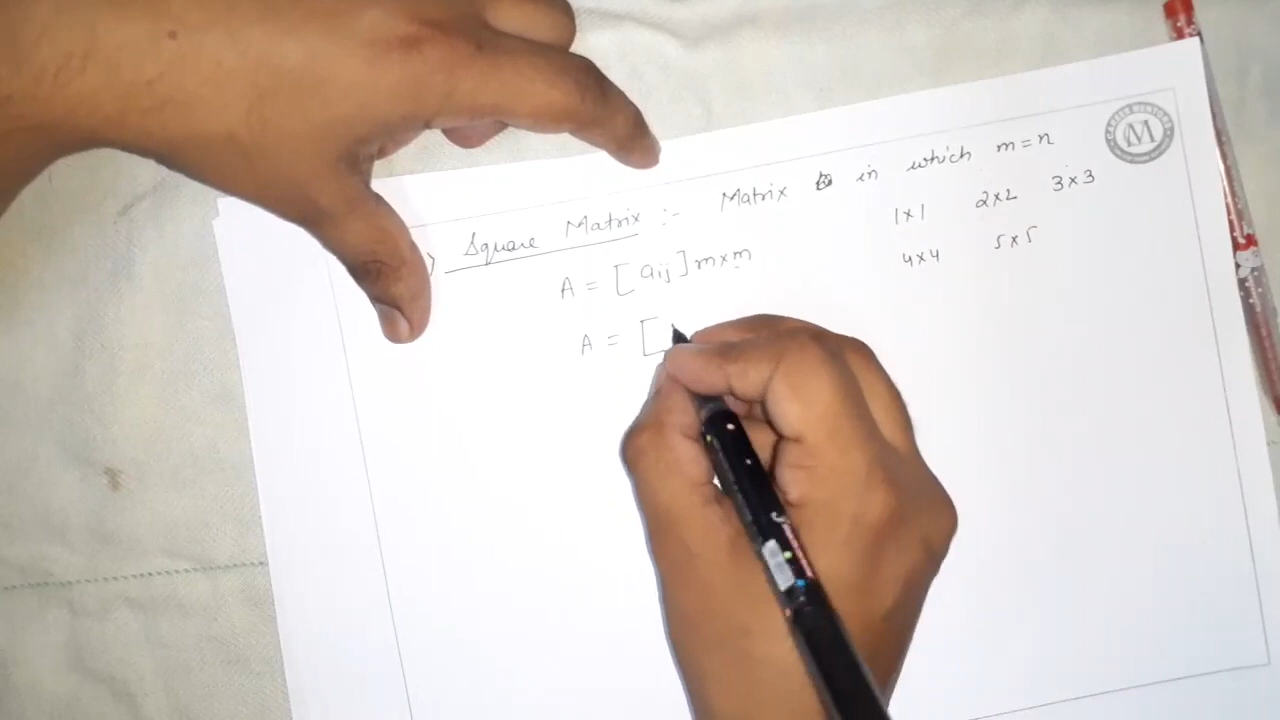 ) Square Matrix :- Matrix in which m=n
1×1 2×2 3×3
A = [aij] m×m
4×4 5×5
A = [
M